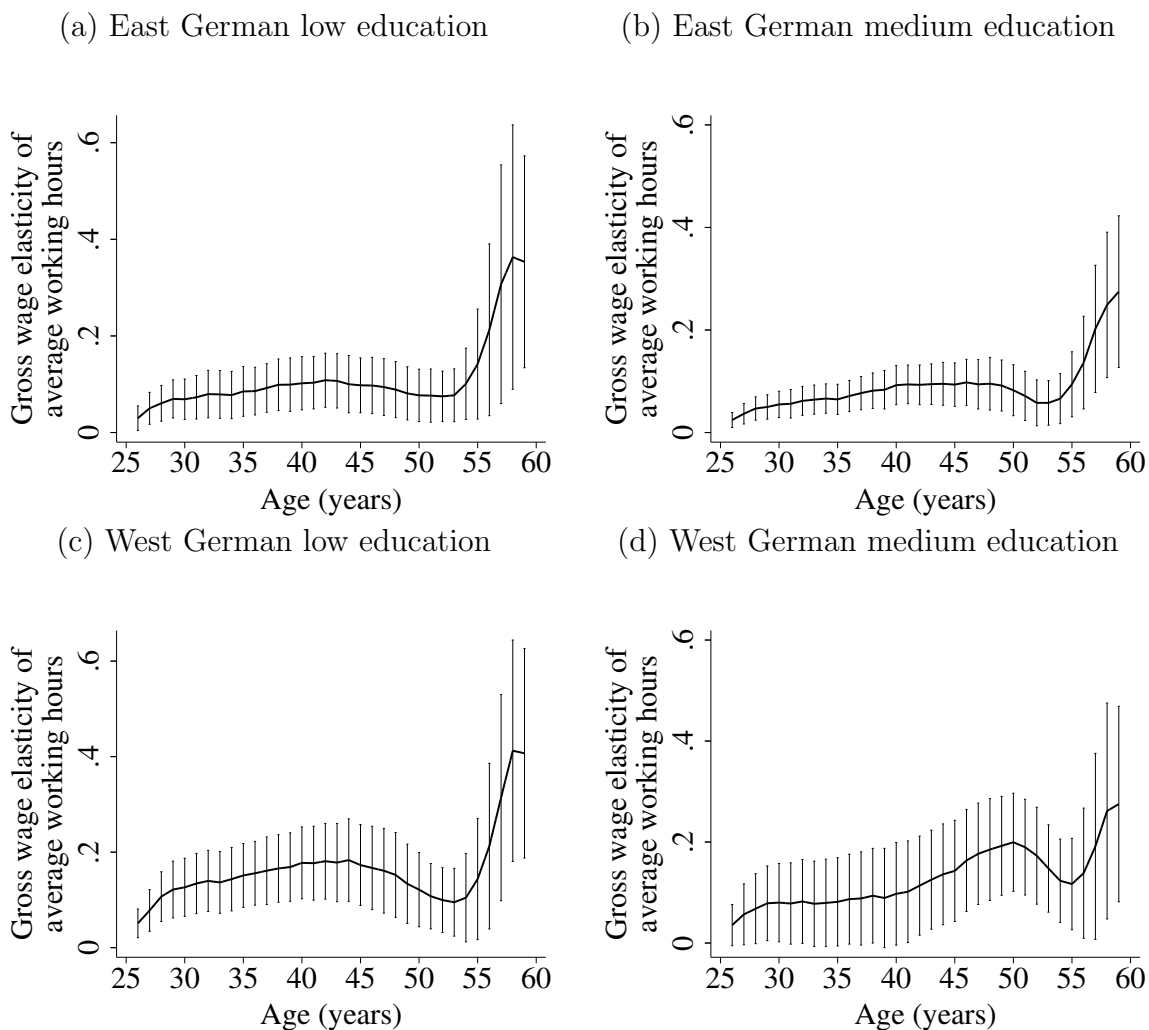 (a) East German low education
Gross wage elasticity of
average working hours
0 .2 .4 .6
25 30 35 40 45 50 55 60
Age (years)
(b) East German medium education
Gross wage elasticity of
average working hours
0 .2 .4 .6
25 30 35 40 45 50 55 60
Age (years)
(c) West German low education
Gross wage elasticity of
average working hours
0 .2 .4 .6
25 30 35 40 45 50 55 60
Age (years)
(d) West German medium education
Gross wage elasticity of
average working hours
0 .2 .4 .6
25 30 35 40 45 50 55 60
Age (years)